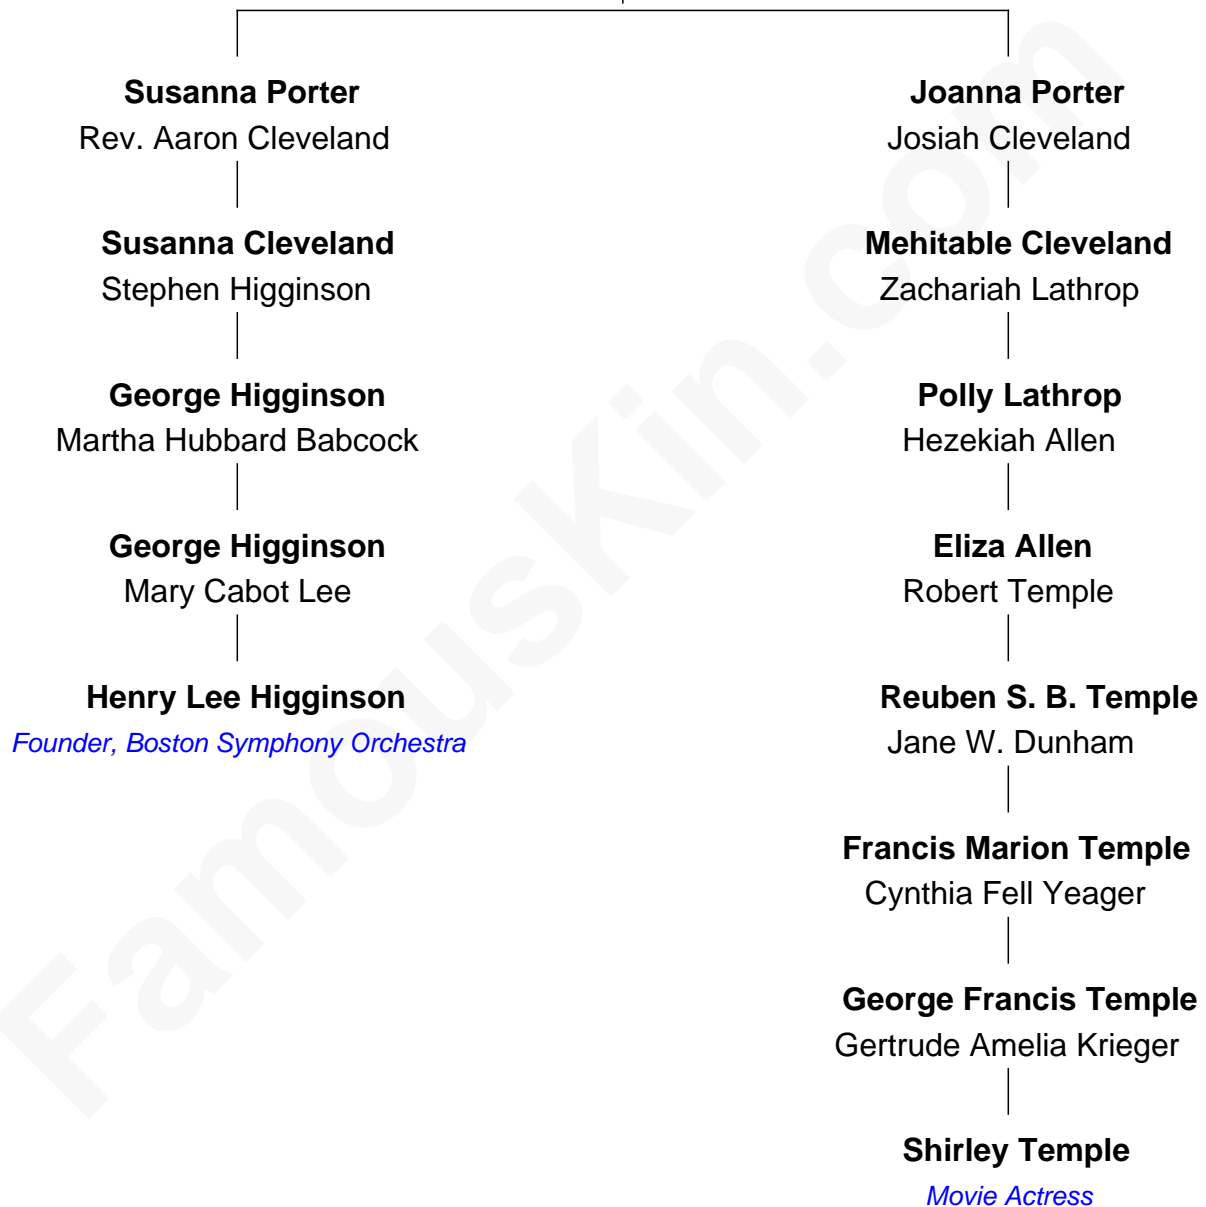 Susanna Porter
Rev. Aaron Cleveland
Susanna Cleveland
Stephen Higginson
George Higginson
Martha Hubbard Babcock
George Higginson
Mary Cabot Lee
Henry Lee Higginson
Founder, Boston Symphony Orchestra
Joanna Porter
Josiah Cleveland
Mehitable Cleveland
Zachariah Lathrop
Polly Lathrop
Hezekiah Allen
Eliza Allen
Robert Temple
Reuben S. B. Temple
Jane W. Dunham
Francis Marion Temple
Cynthia Fell Yeager
George Francis Temple
Gertrude Amelia Krieger
Shirley Temple
Movie Actress
FamousKin.com